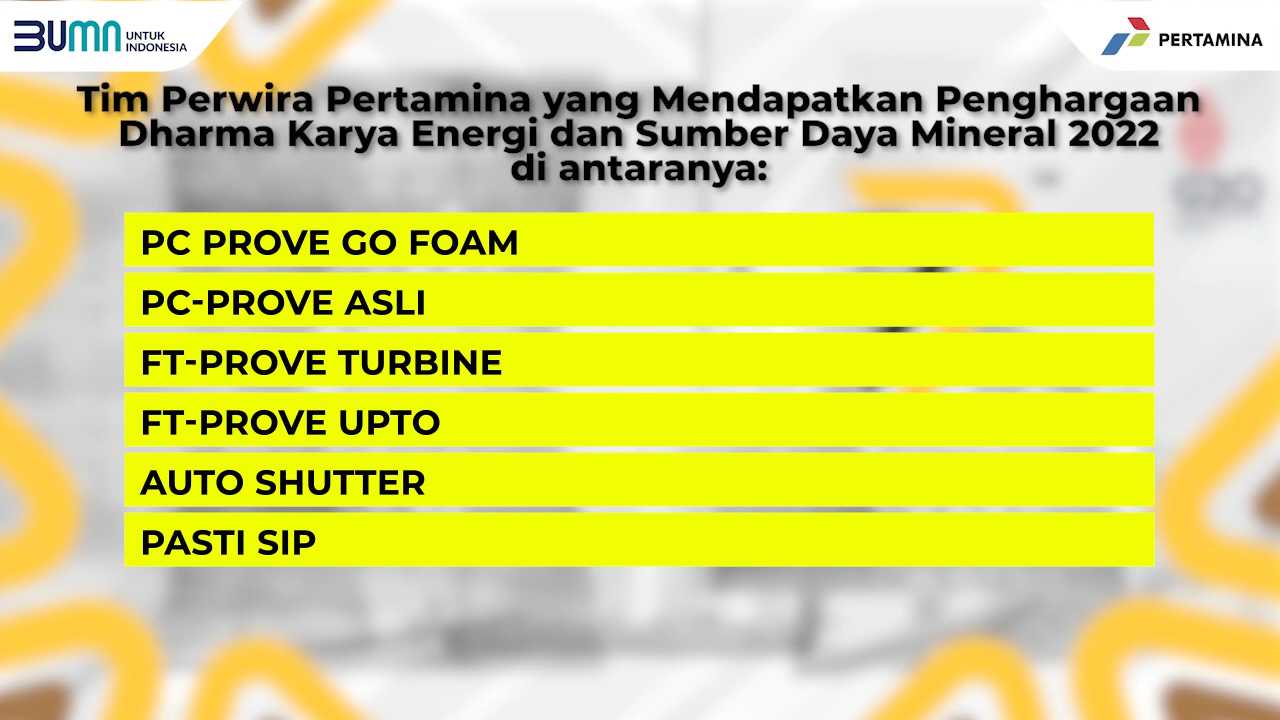 BUMN UNTUK
INDONESIA
PERTAMINA
Tim Perwira Pertamina yang Mendapatkan Penghargaan
Dharma Karya Energi dan Sumber Daya Mineral 2022
di antaranya:
PC PROVE GO FOAM
PC-PROVE ASLI
FT-PROVE TURBINE
FT-PROVE UPTO
AUTO SHUTTER
PASTI SIP